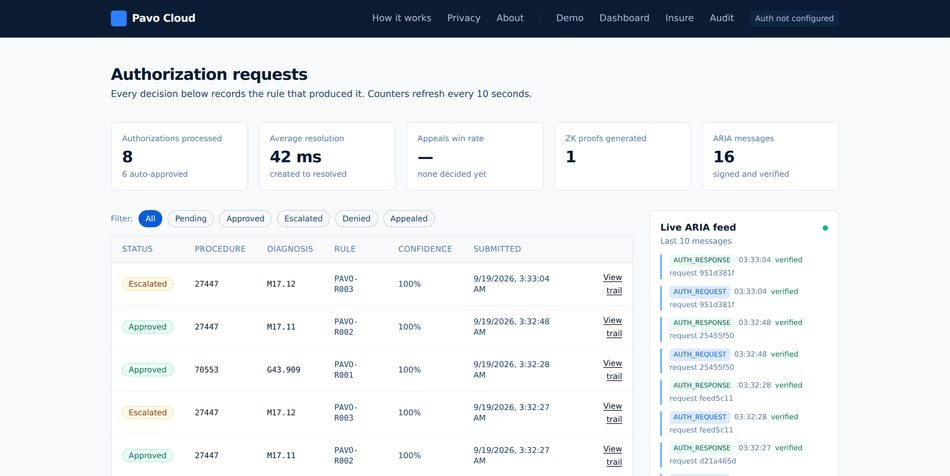 Pavo Cloud
How it works Privacy About Demo Dashboard Insure Audit Auth not configured
Authorization requests
Every decision below records the rule that produced it. Counters refresh every 10 seconds.
Authorizations processed
8
6 auto-approved
Average resolution
42 ms
created to resolved
Appeals win rate
—
none decided yet
ZK proofs generated
1
ARIA messages
16
signed and verified
Filter: All Pending Approved Escalated Denied Appealed
STATUS PROCEDURE DIAGNOSIS RULE CONFIDENCE SUBMITTED
Escalated 27447 M17.12 PAVO-R003 100% 9/19/2026, 3:33:04 AM View trail
Approved 27447 M17.11 PAVO-R002 100% 9/19/2026, 3:32:48 AM View trail
Approved 70553 G43.909 PAVO-R001 100% 9/19/2026, 3:32:28 AM View trail
Escalated 27447 M17.12 PAVO-R003 100% 9/19/2026, 3:32:27 AM View trail
Approved 27447 M17.11 PAVO-R002 100% 9/19/2026, 3:32:27 AM View trail
Live ARIA feed
Last 10 messages
AUTH_RESPONSE 03:33:04 verified
request 951d381f
AUTH_REQUEST 03:33:04 verified
request 951d381f
AUTH_RESPONSE 03:32:48 verified
request 25455f50
AUTH_REQUEST 03:32:48 verified
request 25455f50
AUTH_RESPONSE 03:32:28 verified
request feed5c11
AUTH_REQUEST 03:32:28 verified
request feed5c11
AUTH_RESPONSE 03:32:27 verified
request d21a465d